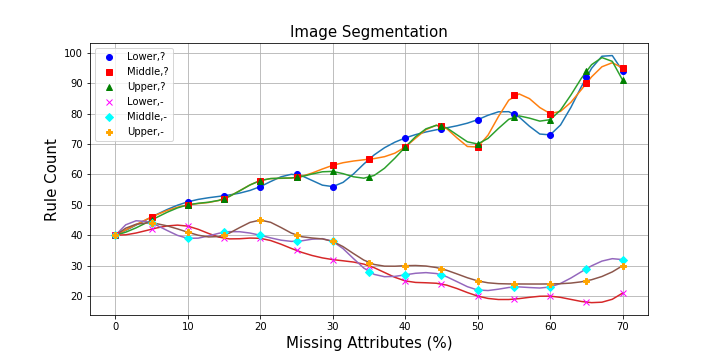 Image Segmentation
Lower,?
Middle,?
Upper,?
Lower,-
Middle,-
Upper,-
100
90
80
70
60
50
40
30
20
Rule Count
0 10 20 30 40 50 60 70
Missing Attributes (%)